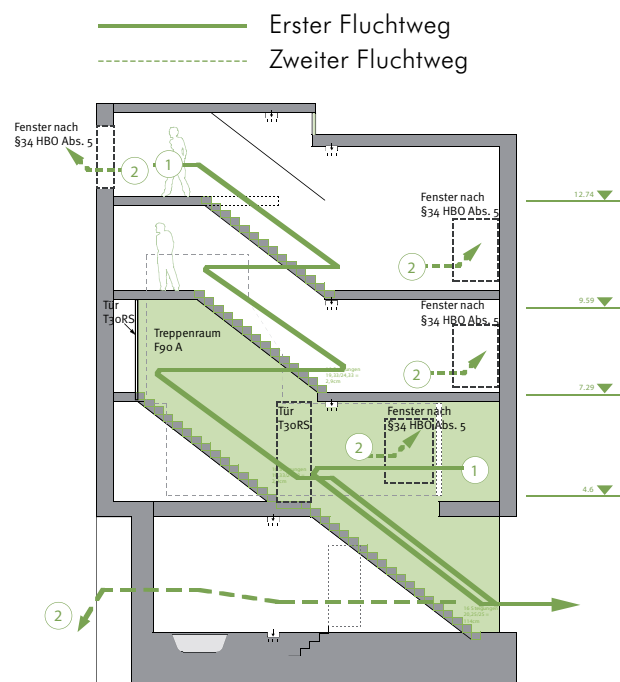 Erster Fluchtweg
Zweiter Fluchtweg
Fenster nach
§34 HBO Abs. 5
2
1
12.74
Fenster nach
§34 HBO Abs. 5
2
9.59
Tür
T30RS
Treppenraum
F90 A
Fenster nach
§34 HBO Abs. 5
2
7.29
Tür
T30RS
Fenster nach
§34 HBO Abs. 5
2
1
4.6
2